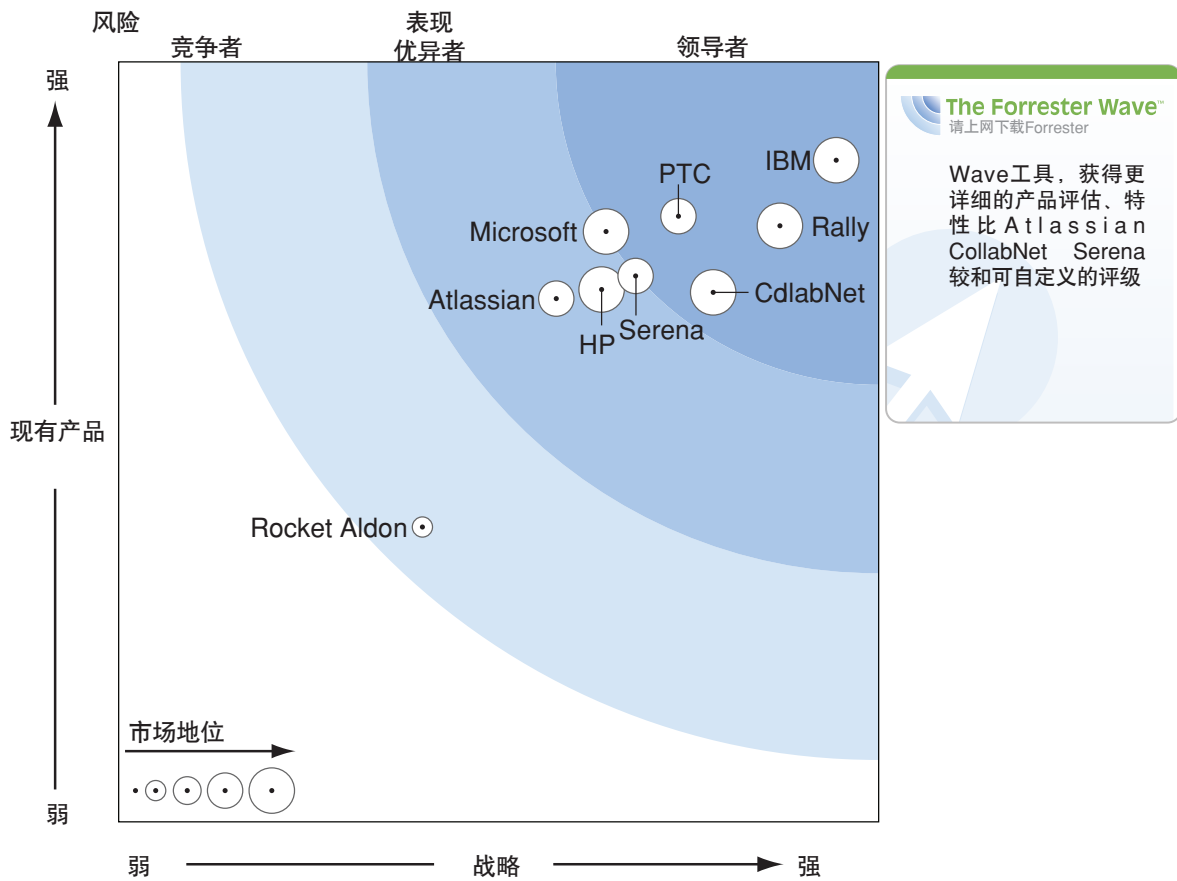 风险
竞争者
表现
优异者
领导者
强
The Forrester Wave™
请上网下载Forrester
Wave工具，获得更
详细的产品评估、特
性比Atlassian
CollabNet Serena
较和可自定义的评级
IBM
PTC
Microsoft
Rally
Atlassian
CdlabNet
HP
Serena
现有产品
Rocket Aldon
市场地位
弱
弱
战略
强